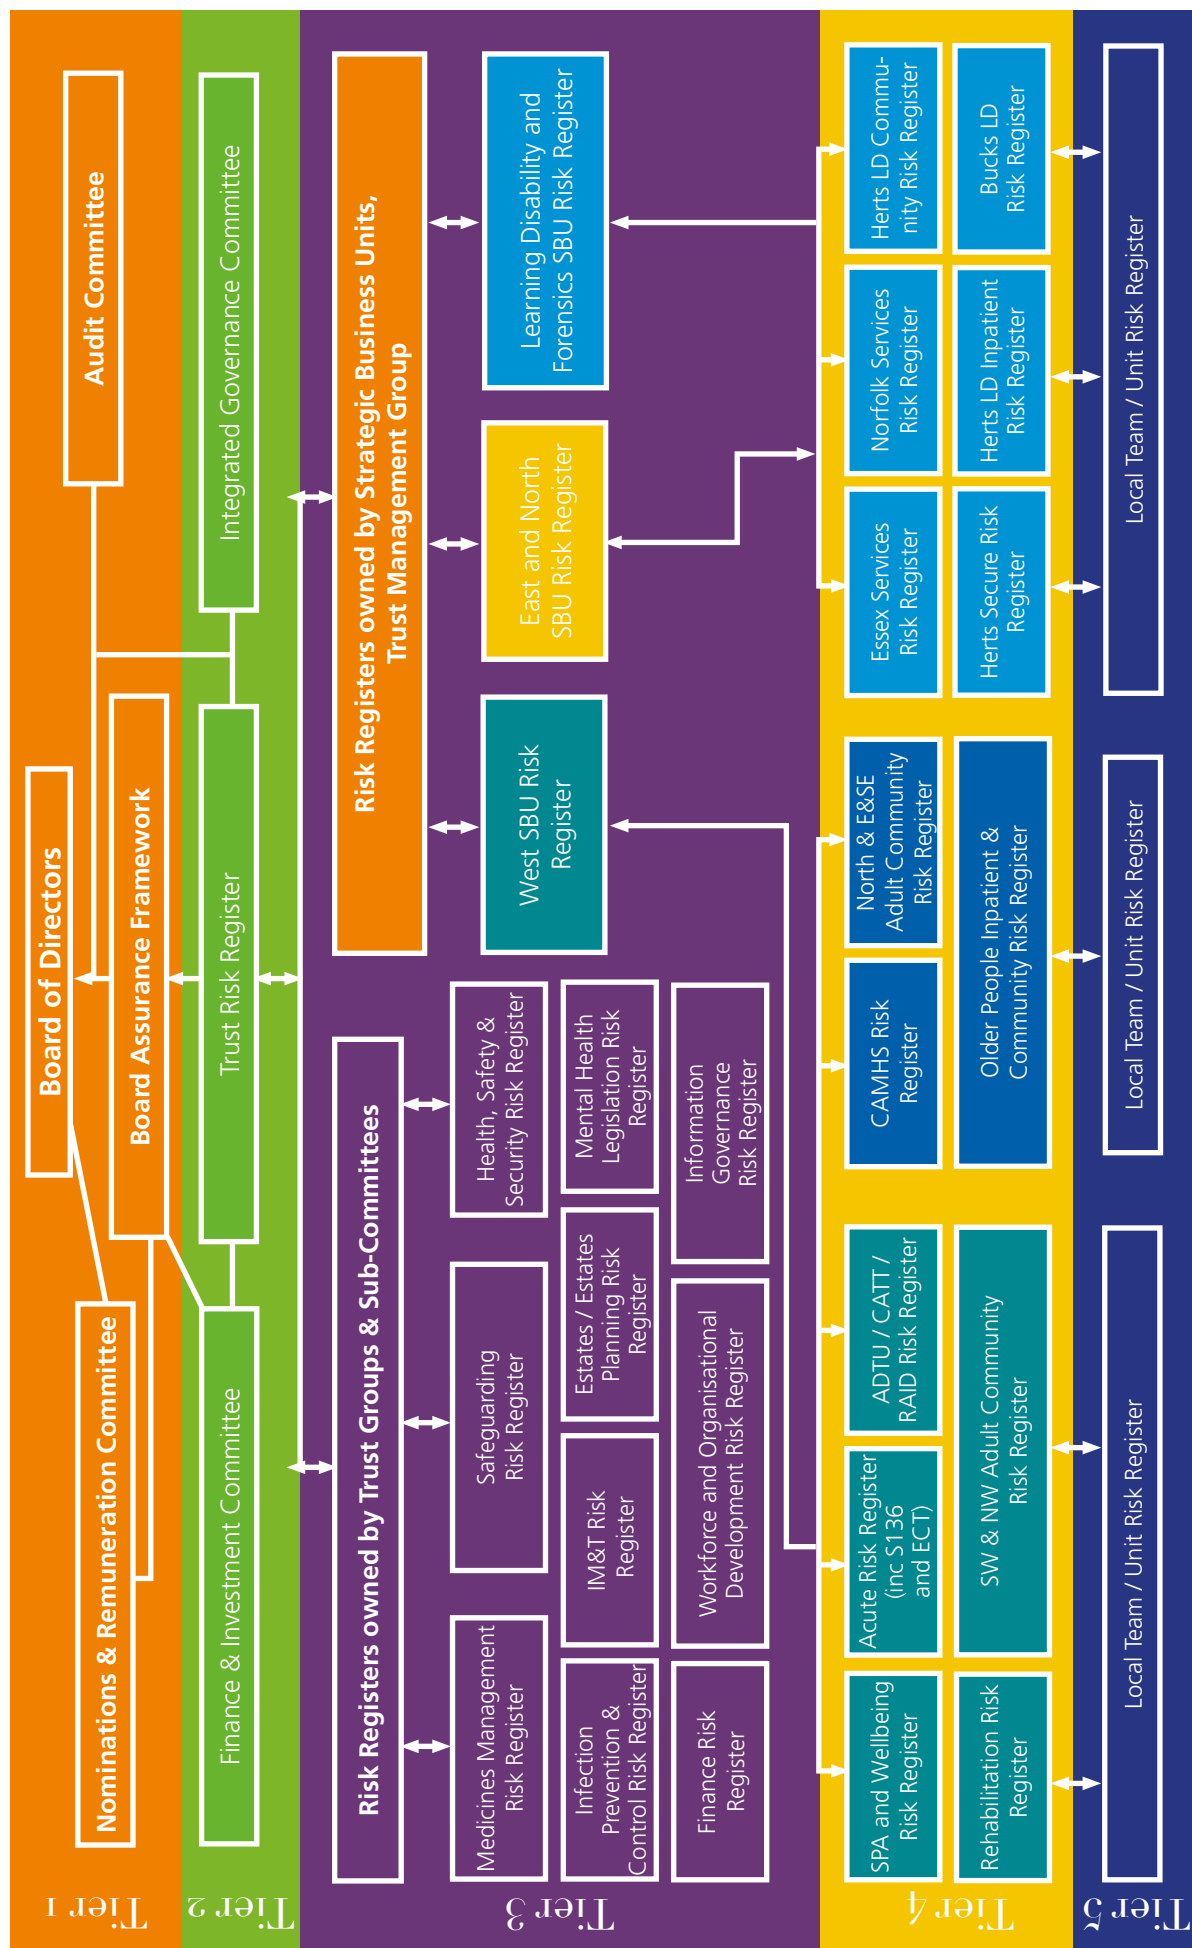 Tier 1
Board of Directors
Nominations & Remuneration Committee
Audit Committee
Board Assurance Framework
Tier 2
Finance & Investment Committee
Trust Risk Register
Integrated Governance Committee
Tier 3
Risk Registers owned by Trust Groups & Sub-Committees
Risk Registers owned by Strategic Business Units,
Trust Management Group
Medicines Management
Risk Register
Safeguarding
Risk Register
Health, Safety &
Security Risk Register
Infection
Prevention &
Control Risk Register
IM&T Risk
Register
Estates / Estates
Planning Risk
Register
Mental Health
Legislation Risk
Register
Finance Risk
Register
Workforce and Organisational
Development Risk Register
Information
Governance
Risk Register
West SBU Risk
Register
East and North
SBU Risk Register
Learning Disability and
Forensics SBU Risk Register
Tier 4
SPA and Wellbeing
Risk Register
Acute Risk Register
(inc S136
and ECT)
ADTU / CATT /
RAID Risk Register
CAMHS Risk
Register
North & E&SE
Adult Community
Risk Register
Essex Services
Risk Register
Norfolk Services
Risk Register
Herts LD Commu-
nity Risk Register
Rehabilitation Risk
Register
SW & NW Adult Community
Risk Register
Older People Inpatient &
Community Risk Register
Herts Secure Risk
Register
Herts LD Inpatient
Risk Register
Bucks LD
Risk Register
Tier 5
Local Team / Unit Risk Register
Local Team / Unit Risk Register
Local Team / Unit Risk Register